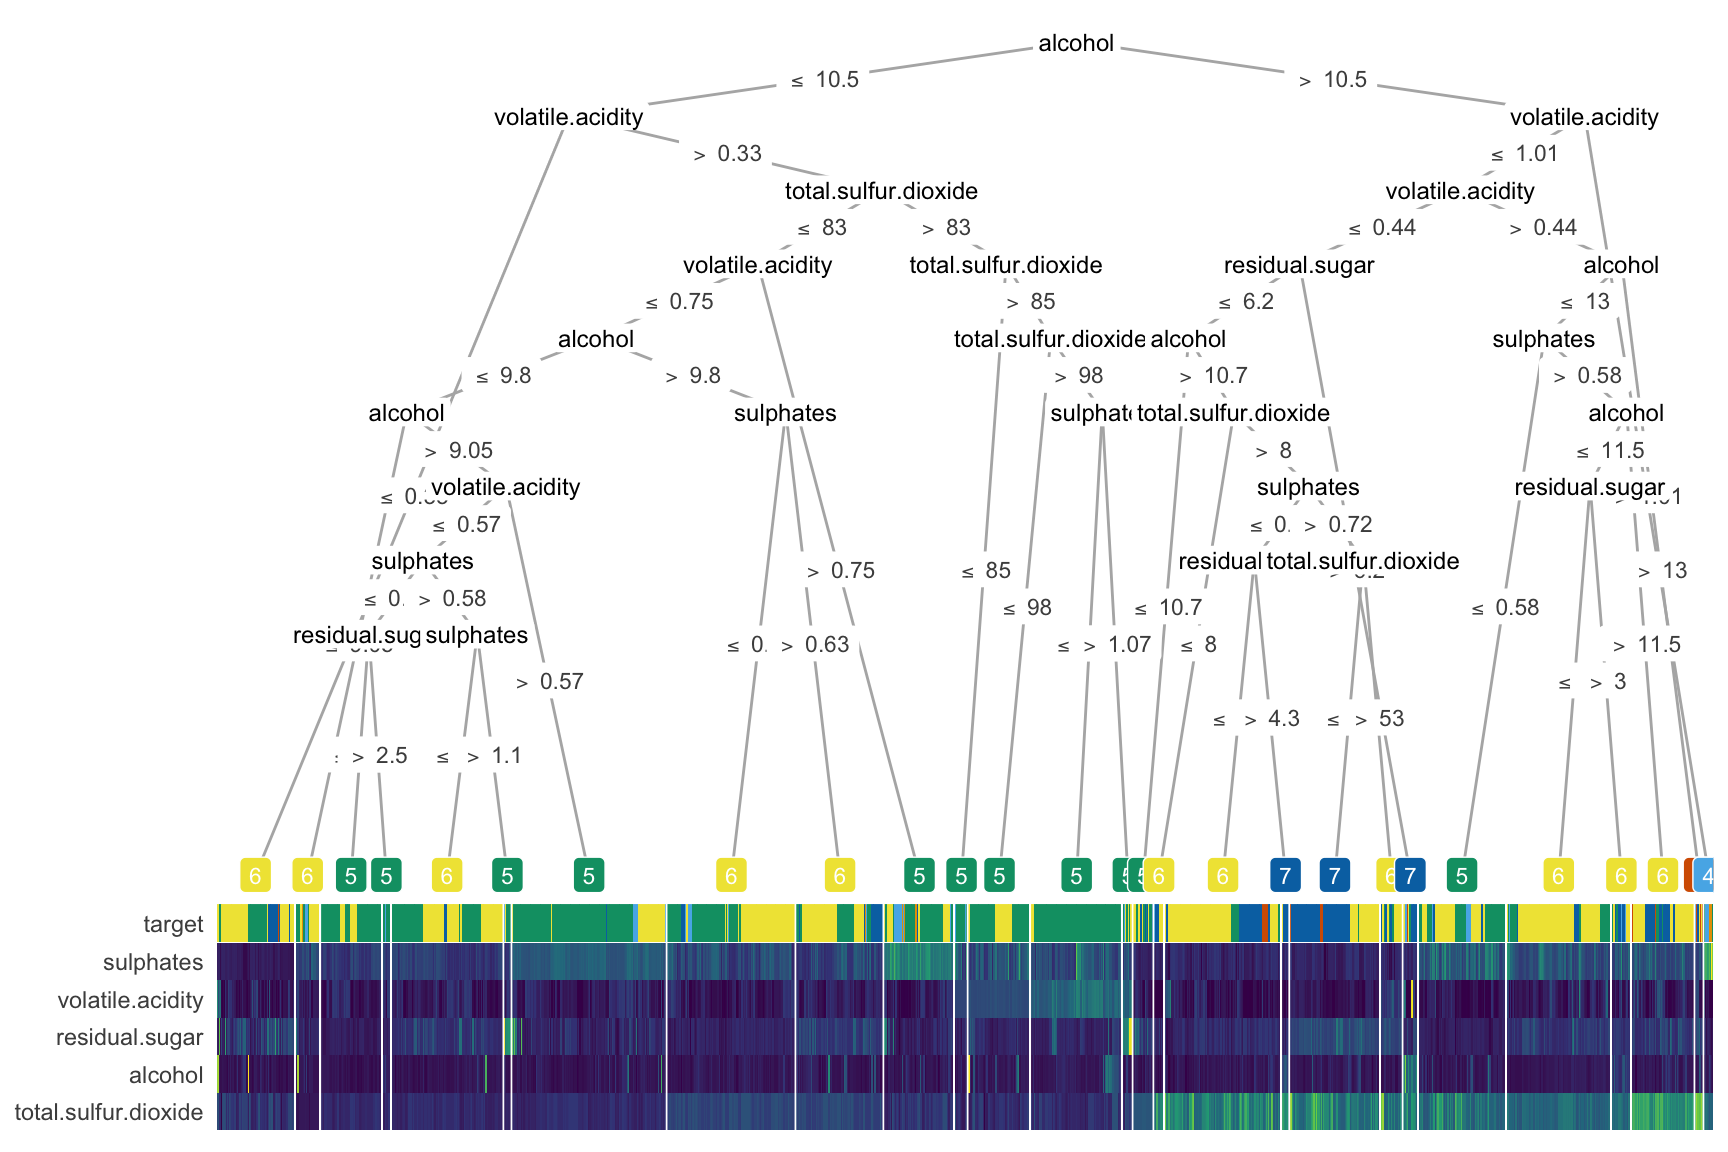 alcohol
≤ 10.5
> 10.5
volatile.acidity
volatile.acidity
> 0.33
≤ 1.01
total.sulfur.dioxide
volatile.acidity
≤ 83
> 83
≤ 0.44
> 0.44
volatile.acidity
total.sulfur.dioxide
residual.sugar
alcohol
≤ 0.75
> 85
≤ 6.2
≤ 13
alcohol
total.sulfur.dioxide
alcohol
sulphates
≤ 9.8
> 9.8
> 98
> 10.7
> 0.58
alcohol
sulphates
total.sulfur.dioxide
alcohol
> 9.05
> 8
≤ 11.5
volatile.acidity
sulphates
residual.sugar
≤ 0.57
> 0.72
sulphates
total.sulfur.dioxide
> 0.75
≤ 85
> 13
> 0.58
≤ 98
≤ 10.7
≤ 0.58
sulphates
> 0.63
> 1.07
≤ 8
> 11.5
> 0.57
> 3
> 4.3
> 53
> 2.5
> 1.1
6 6 5 5 6 5 5 6 6 5 5 5 5 5 5 6 6 7 7 6 7 5 6 6 6 4
target
sulphates
volatile.acidity
residual.sugar
alcohol
total.sulfur.dioxide